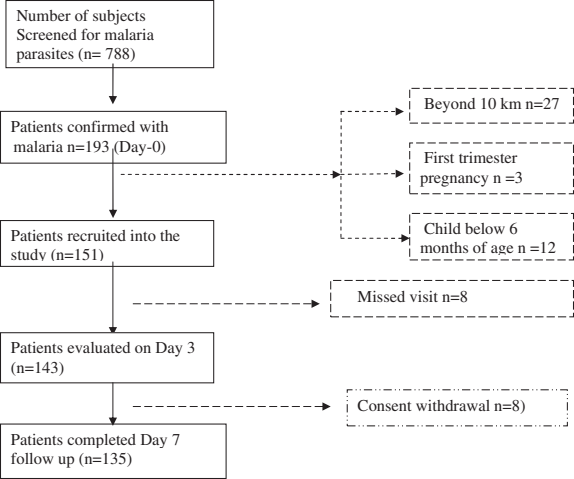 Number of subjects
Screened for malaria
parasites (n= 788)
Patients confirmed with
malaria n=193 (Day-0)
Beyond 10 km n=27
First trimester
pregnancy n =3
Child below 6
months of age n =12
Patients recruited into the
study (n=151)
Missed visit n=8
Patients evaluated on Day 3
(n=143)
Consent withdrawal n=8)
Patients completed Day 7
follow up (n=135)